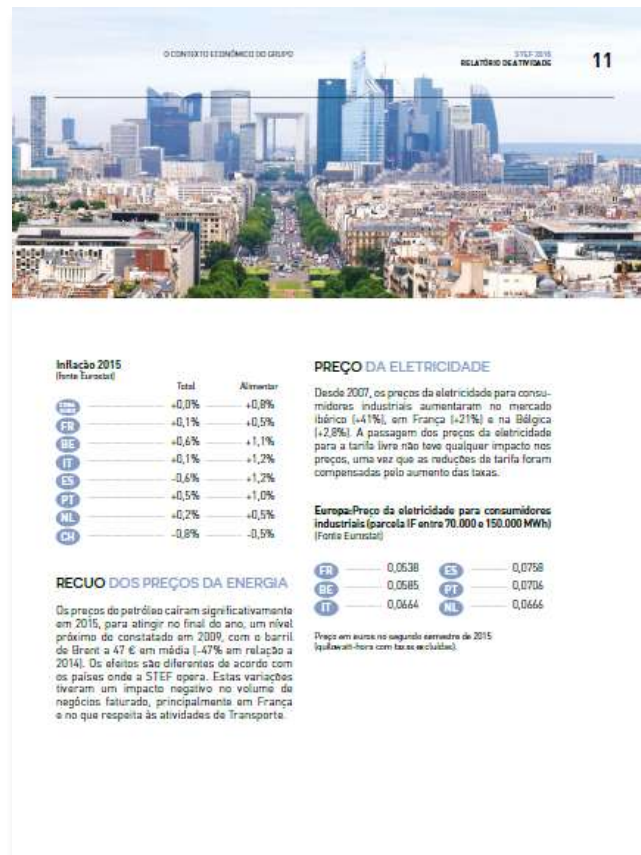 O CONTEXTO ECONÓMICO DO GRUPO
STEF 2015
RELATÓRIO DE ATIVIDADE
11
Inflação 2015
(Fonte Eurostat)
Total Alimentar
+0,0% +0,8%
FR +0,1% +0,5%
BE +0,6% +1,1%
IT +0,1% +1,2%
ES -0,6% +1,2%
PT +0,5% +1,0%
NL +0,2% +0,5%
CH -0,8% -0,5%
RECUO DOS PREÇOS DA ENERGIA
Os preços do petróleo caíram significativamente
em 2015, para atingir no final do ano, um nível
próximo do constatado em 2009, com o barril
de Brent a 47 € em média (-47% em relação a
2014). Os efeitos são diferentes de acordo com
os países onde a STEF opera. Estas variações
tiveram um impacto negativo no volume de
negócios faturado, principalmente em França
e no que respeita às atividades de Transporte.
PREÇO DA ELETRICIDADE
Desde 2007, os preços da eletricidade para consu-
midores industriais aumentaram no mercado
ibérico (+41%), em França (+21%) e na Bélgica
(+2,8%). A passagem dos preços da eletricidade
para a tarifa livre não teve qualquer impacto nos
preços, uma vez que as reduções de tarifa foram
compensadas pelo aumento das taxas.
Europa:Preço da eletricidade para consumidores
industriais (parcela IF entre 70.000 e 150.000 MWh)
(Fonte Eurostat)
FR 0,0538 ES 0,0758
BE 0,0585 PT 0,0706
IT 0,0664 NL 0,0666
Preço em euros no segundo semestre de 2015
(quilowatt-hora com taxas excluídas).